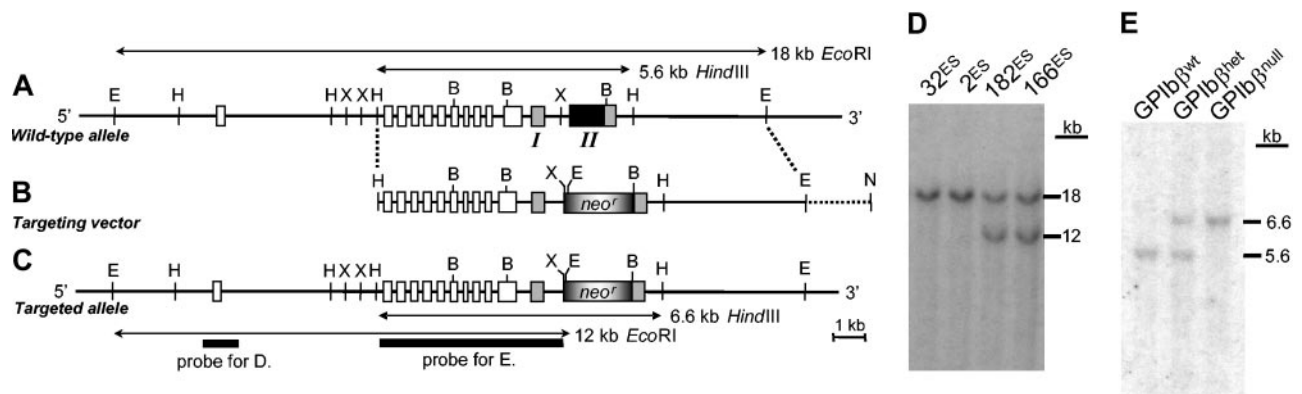 18 kb EcoRI
5.6 kb HindIII
A
5' E H H X X H B B X B H E 3'
Wild-type allele
I II
B
H B B X E B H E N
neoʳ
Targeting vector
C
E H H X X H B B X E B H E
5' neoʳ 3'
Targeted allele
6.6 kb HindIII
12 kb EcoRI
1 kb
probe for D.
probe for E.
D
32ᴱˢ 2ᴱˢ 182ᴱˢ 166ᴱˢ
kb
18
12
E
GPIbβʷᵗ GPIbβʰᵉᵗ GPIbβⁿᵘˡˡ
kb
6.6
5.6